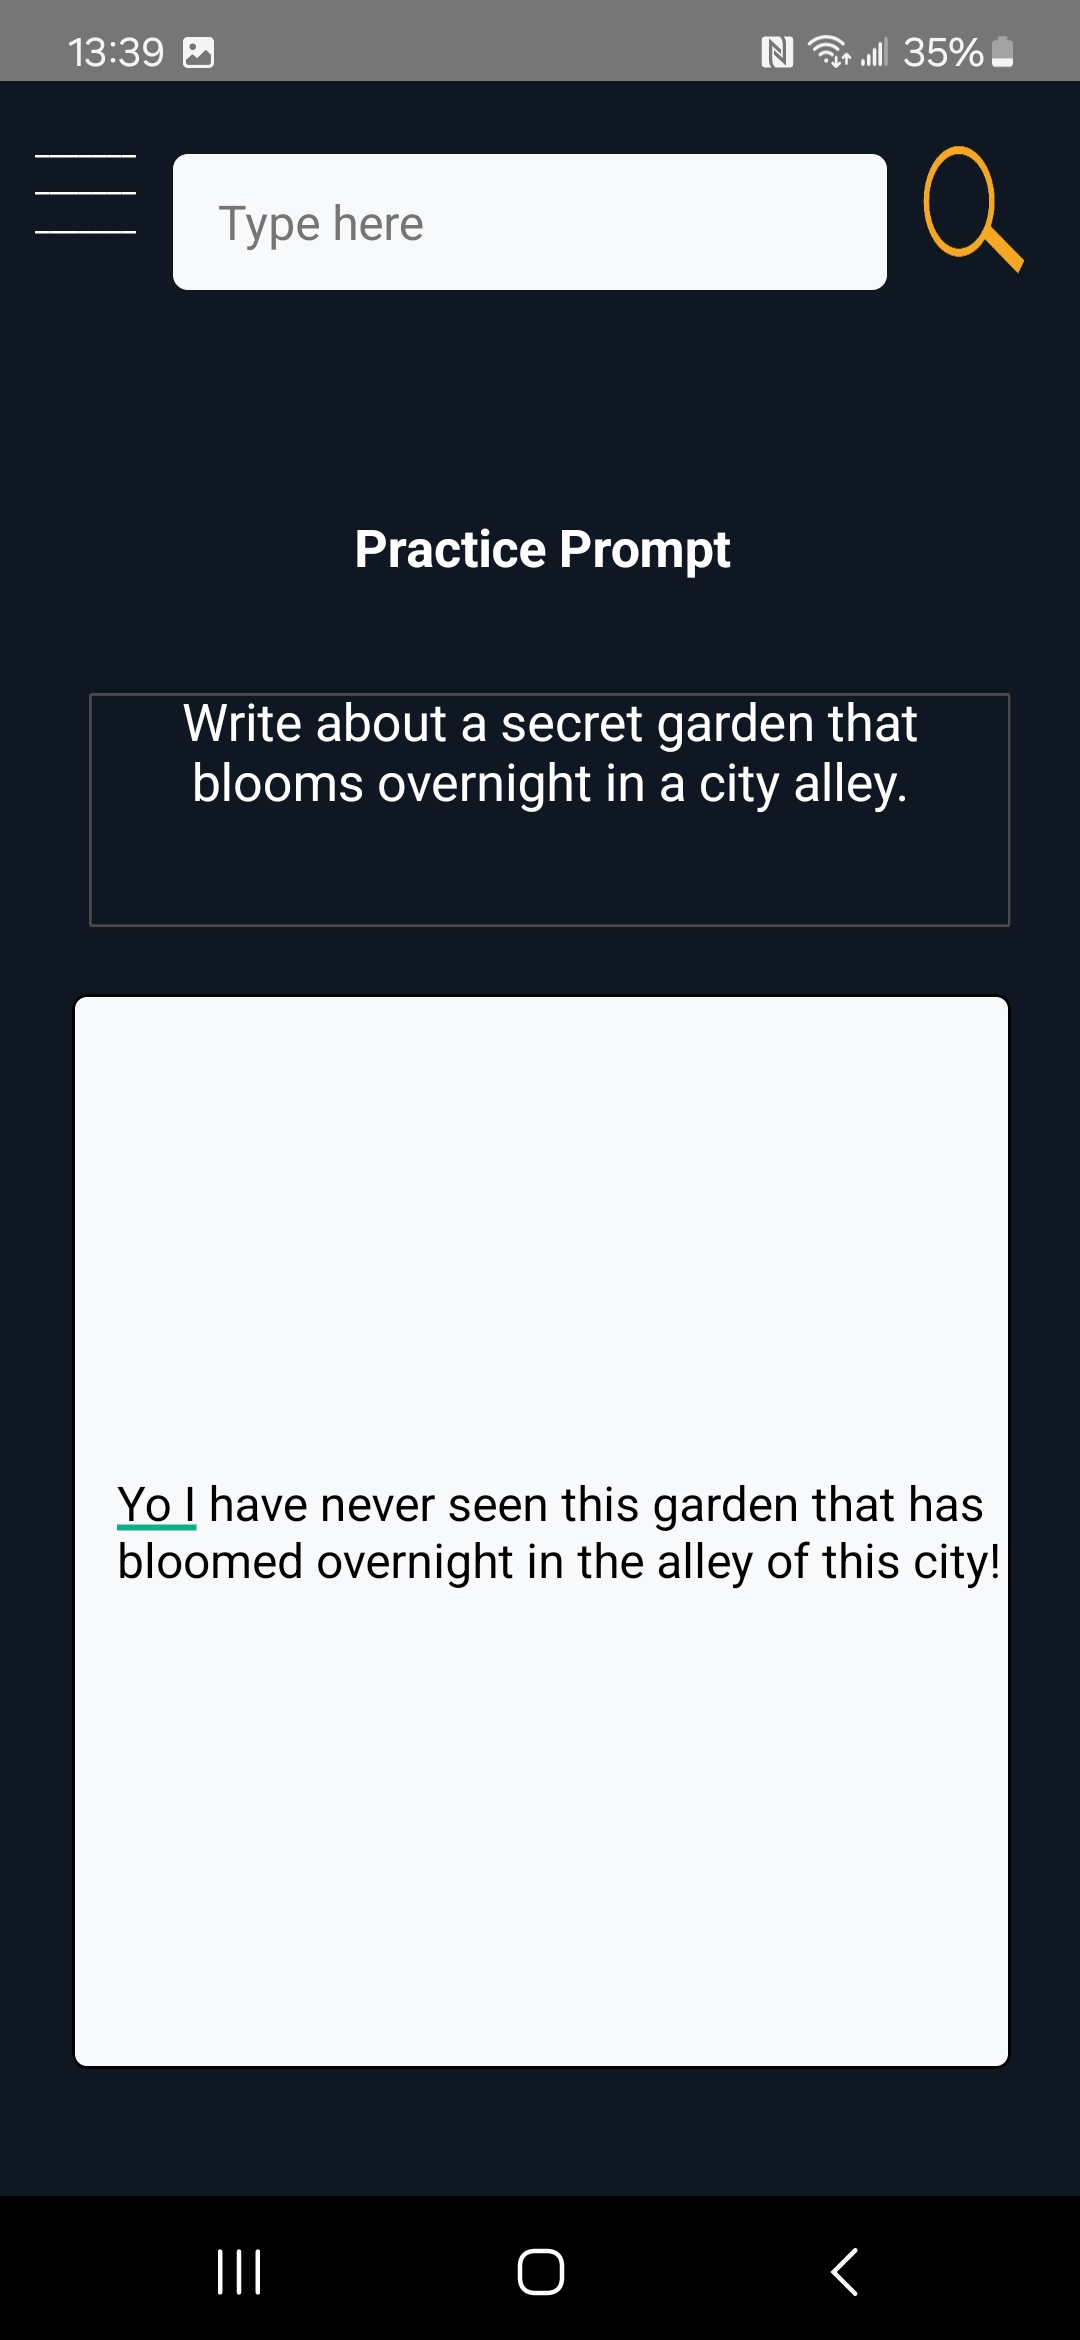 13:39 35%
Type here
Practice Prompt
Write about a secret garden that
blooms overnight in a city alley.
Yo I have never seen this garden that has
bloomed overnight in the alley of this city!